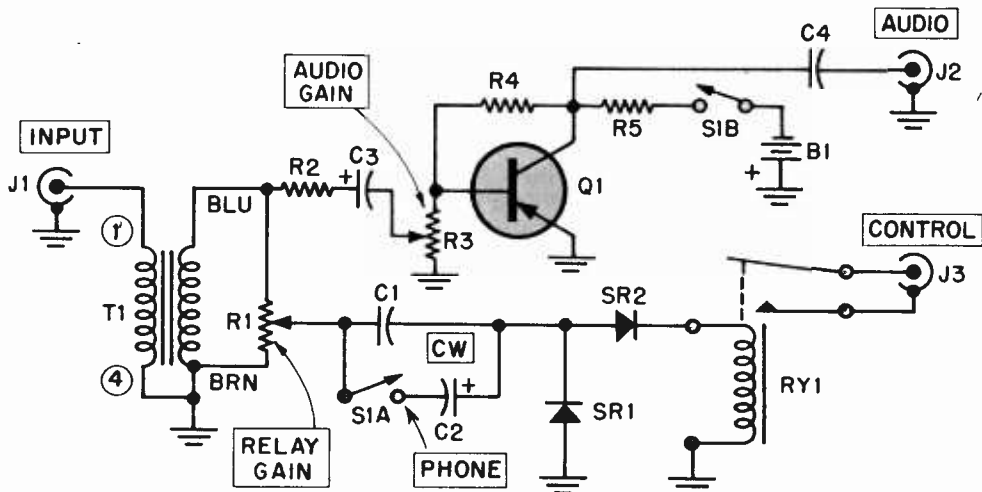 C4
AUDIO
J2
AUDIO
GAIN
R4
R5
S1B
B1
+
INPUT
J1
BLU
R2
+
C3
R3
Q1
CONTROL
J3
1
T1
4
R1
BRN
C1
CW
S1A
+
C2
SR2
SR1
RY1
RELAY
GAIN
PHONE